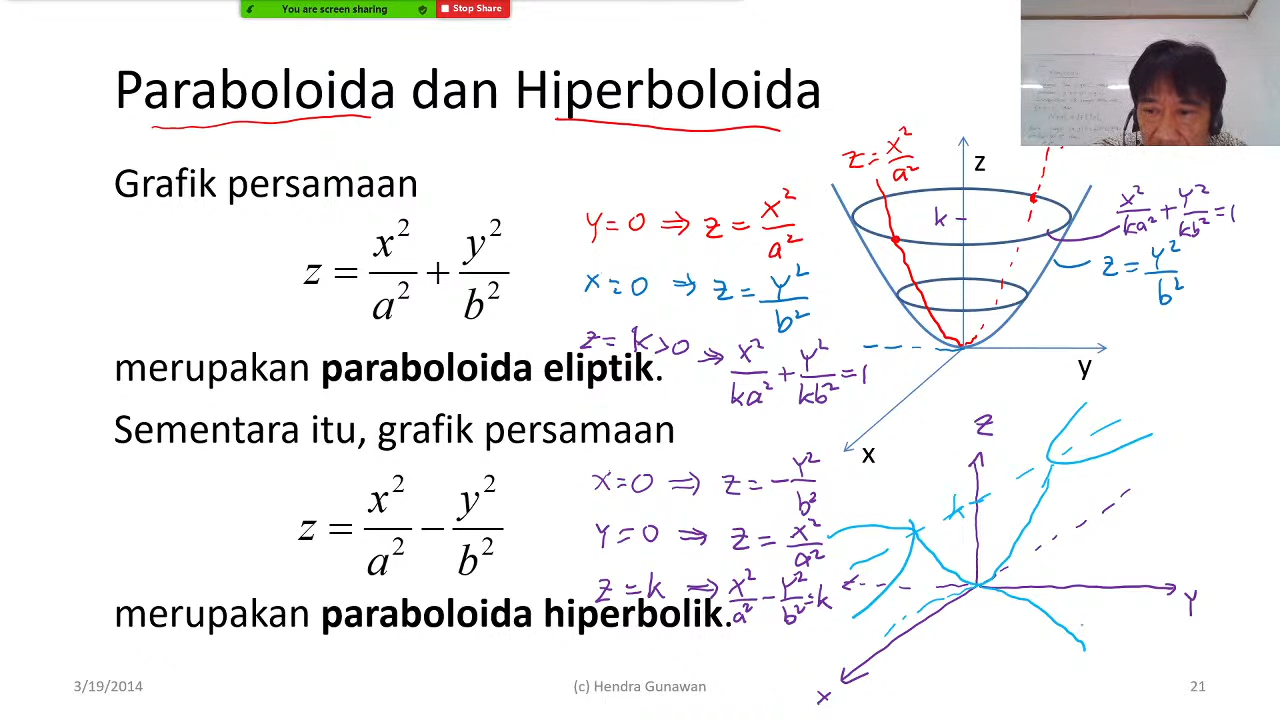 You are screen sharing
Stop Share
Paraboloida dan Hiperboloida
Grafik persamaan
z = x²/a² + y²/b²
merupakan paraboloida eliptik.
Sementara itu, grafik persamaan
z = x²/a² − y²/b²
merupakan paraboloida hiperbolik.
y=0 ⇒ z = x²/a²
x=0 ⇒ z = y²/b²
z = k>0 ⇒ x²/ka² + y²/kb² = 1
x=0 ⇒ z = −y²/b²
y=0 ⇒ z = x²/a²
z=k ⇒ x²/a² − y²/b² = k
z = x²/a²
z
k
x²/ka² + y²/kb² = 1
z = y²/b²
y
x
z
k
y
x
3/19/2014
(c) Hendra Gunawan
21